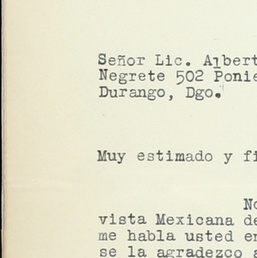 Señor Lic. Albert
Negrete 502 Ponie
Durango, Dgo.
Muy estimado y fi
No
vista Mexicana de
me habla usted en
se la agradezco a